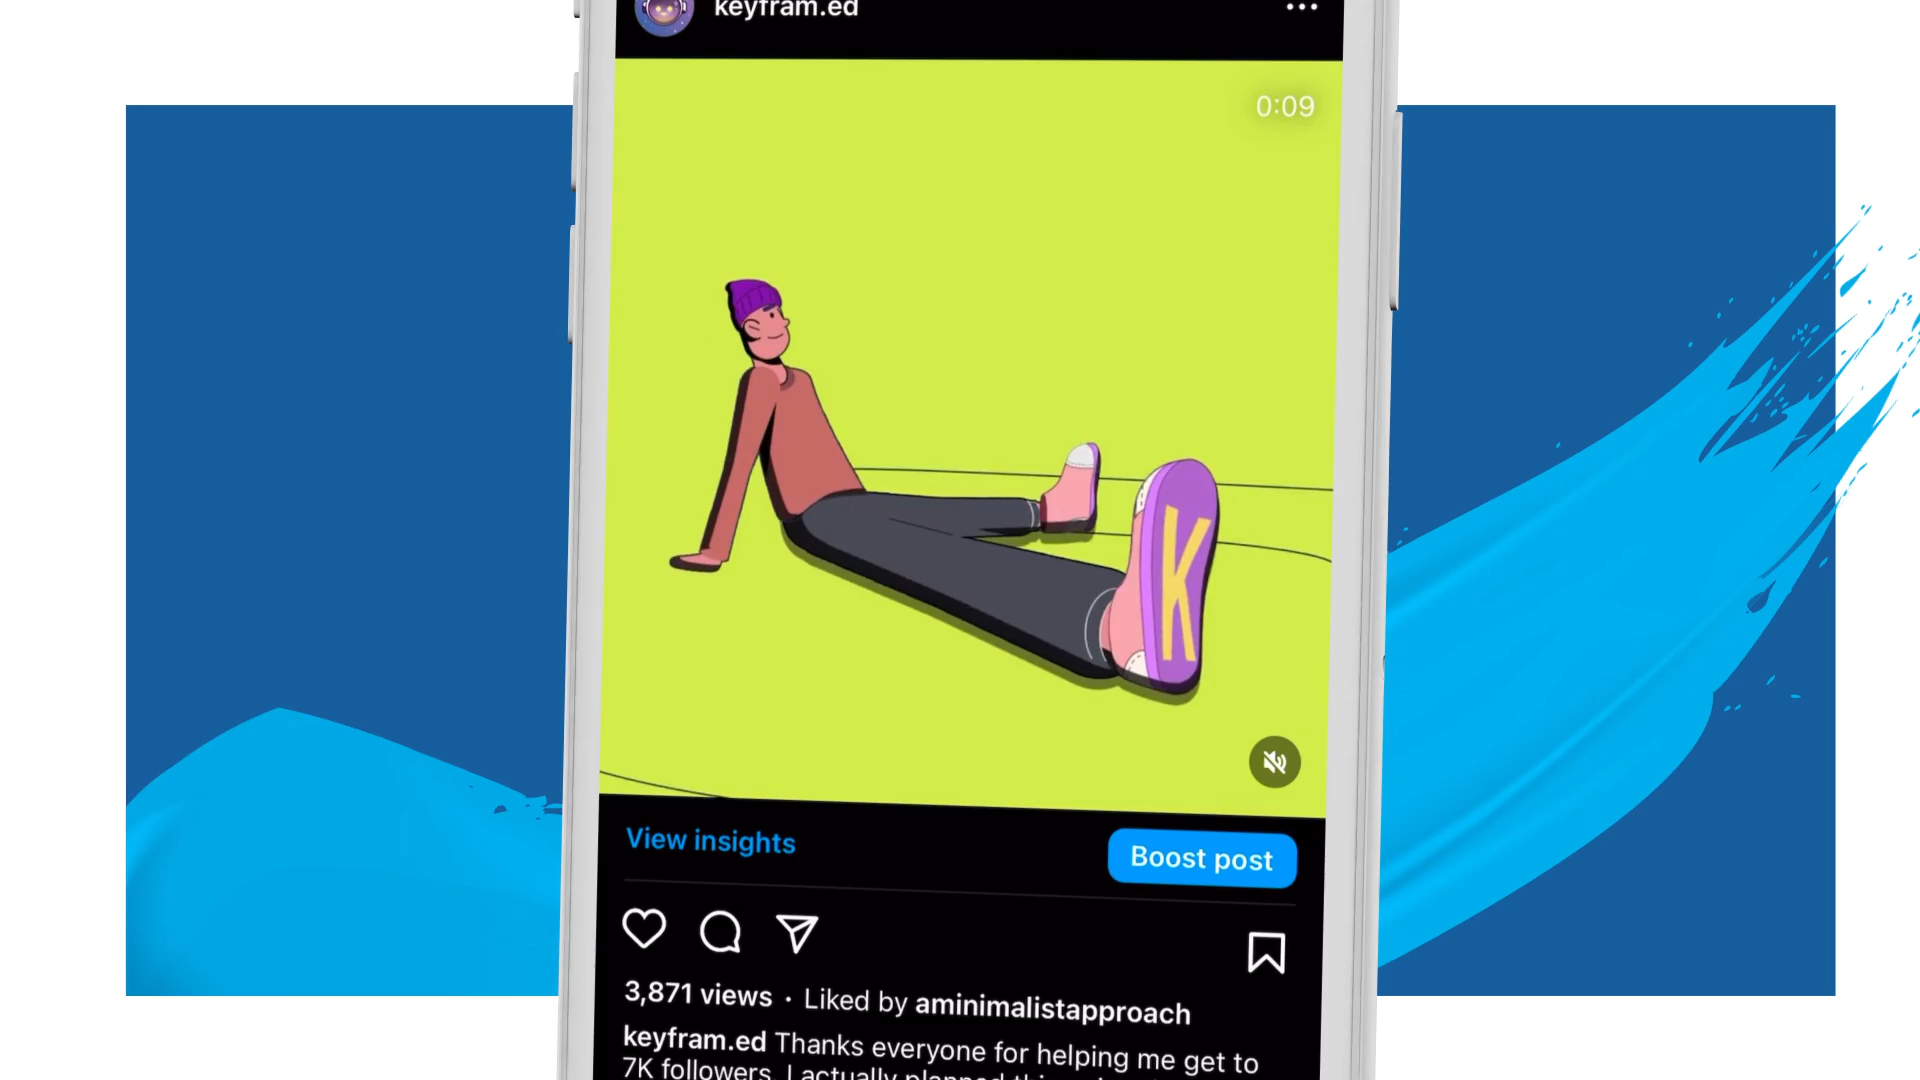 keyfram.ed
0:09
K
View insights
Boost post
3,871 views · Liked by aminimalistapproach
keyfram.ed Thanks everyone for helping me get to
7K followers. I actually planned